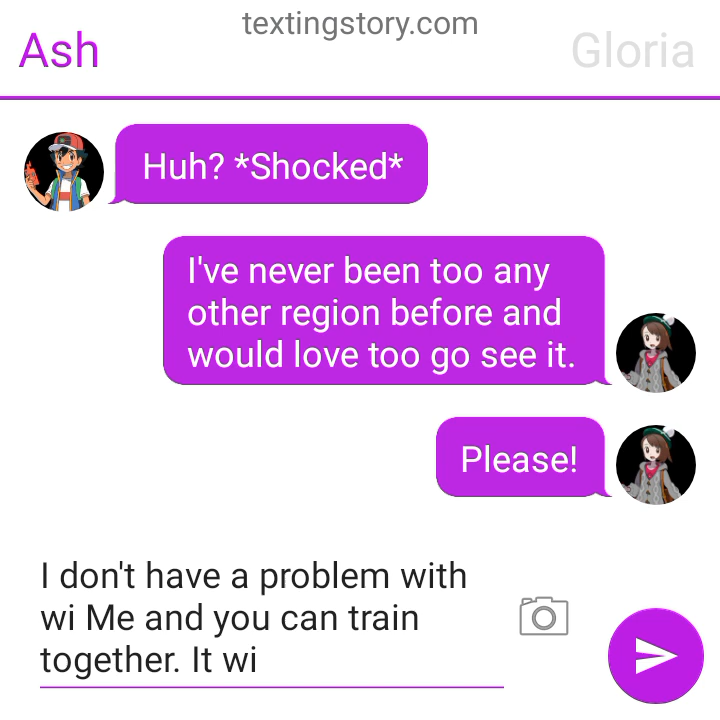 textingstory.com
Ash
Gloria
Huh? *Shocked*
I've never been too any
other region before and
would love too go see it.
Please!
I don't have a problem with
wi Me and you can train
together. It wi